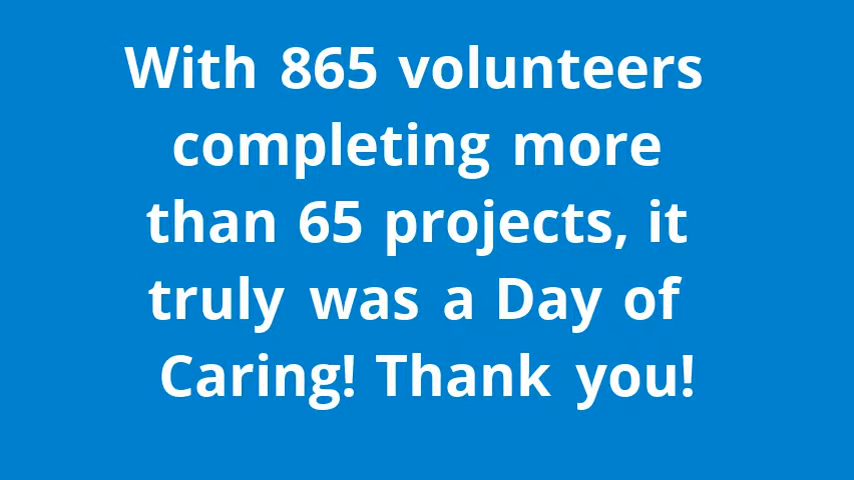 With 865 volunteers
completing more
than 65 projects, it
truly was a Day of
Caring! Thank you!